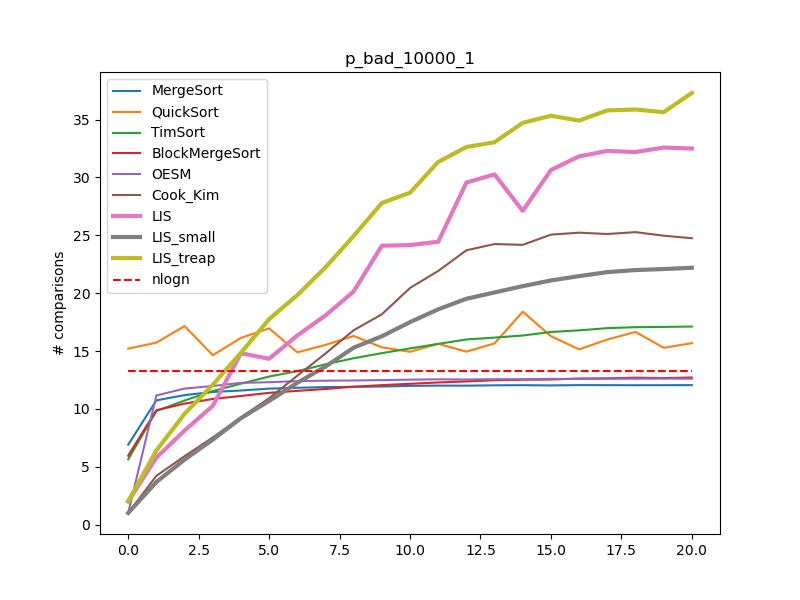 p_bad_10000_1
MergeSort
QuickSort
TimSort
BlockMergeSort
OESM
Cook_Kim
LIS
LIS_small
LIS_treap
nlogn
# comparisons
35
30
25
20
15
10
5
0
0.0 2.5 5.0 7.5 10.0 12.5 15.0 17.5 20.0